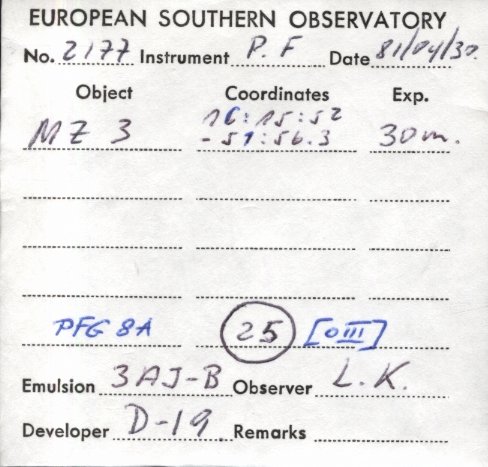 EUROPEAN SOUTHERN OBSERVATORY
No. 2177 Instrument P. F Date 81/04/30.
Object Coordinates Exp.
MZ 3 16:15:52 30m.
-51:56.3
PFG 8A 25 [OIII]
Emulsion 3AJ-B Observer L.K.
Developer D-19. Remarks